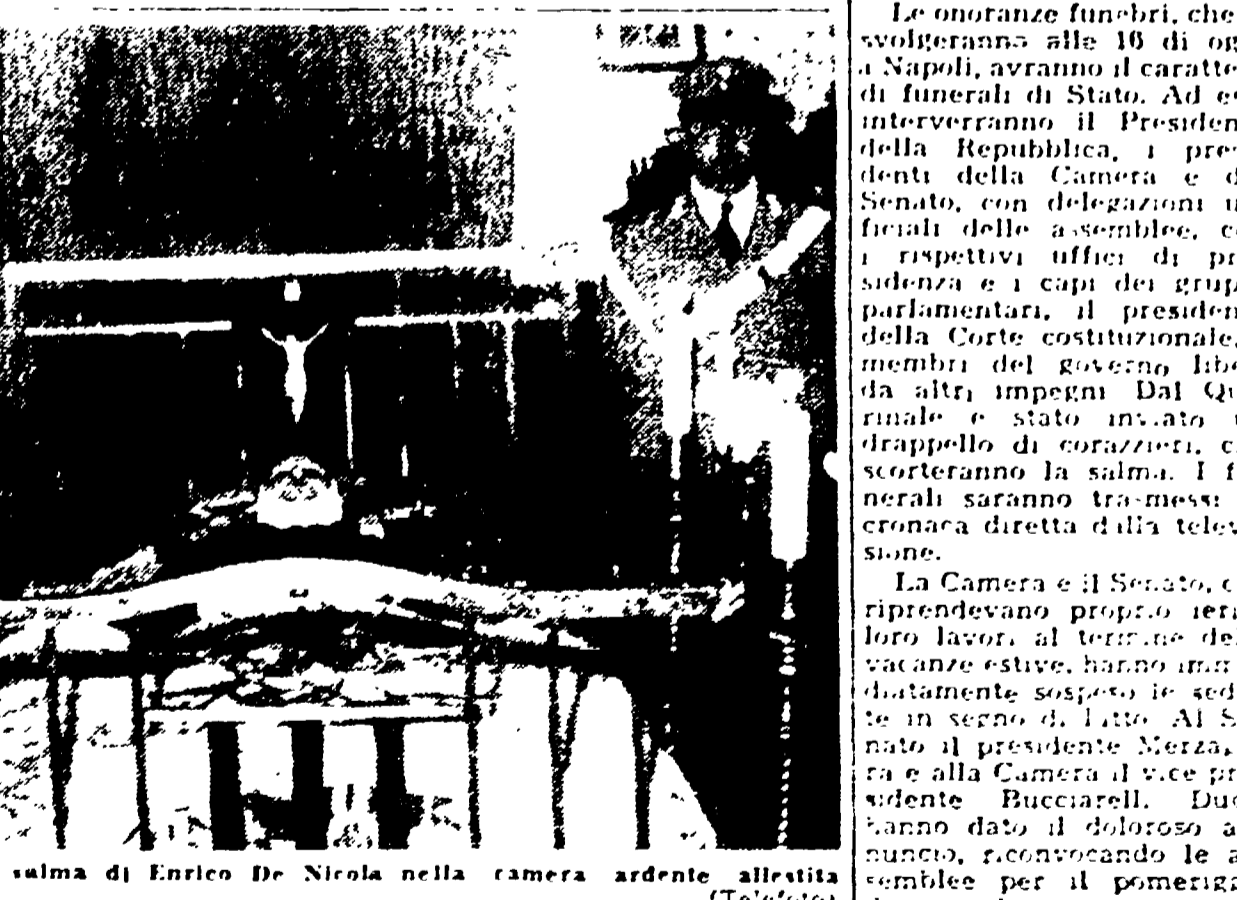 salma di Enrico De Nicola nella camera ardente allestita
(Telefoto)
Le onoranze funebri, che
svolgeranno alle 16 di og
a Napoli, avranno il caratte
di funerali di Stato. Ad es
interverranno il Presiden
della Repubblica, i pres
denti della Camera e d
Senato, con delegazioni u
ficiali delle assemblee, co
i rispettivi uffici di pr
sidenza e i capi dei grup
parlamentari, il presiden
della Corte costituzionale,
membri del governo libe
da altri impegni Dal Qu
rinale e stato inviato u
drappello di corazzieri, c
scorteranno la salma. I f
nerali saranno trasmessi
cronaca diretta dalla telev
sione.
La Camera e il Senato, c
riprendevano proprio ieri
loro lavori al termine del
vacanze estive, hanno imm
diatamente sospeso le sed
te in segno di lutto Al S
nato il presidente Merzag
ra e alla Camera il vice pr
sidente Bucciarelli Duc
hanno dato il doloroso a
nuncio, riconvocando le a
semblee per il pomerigg